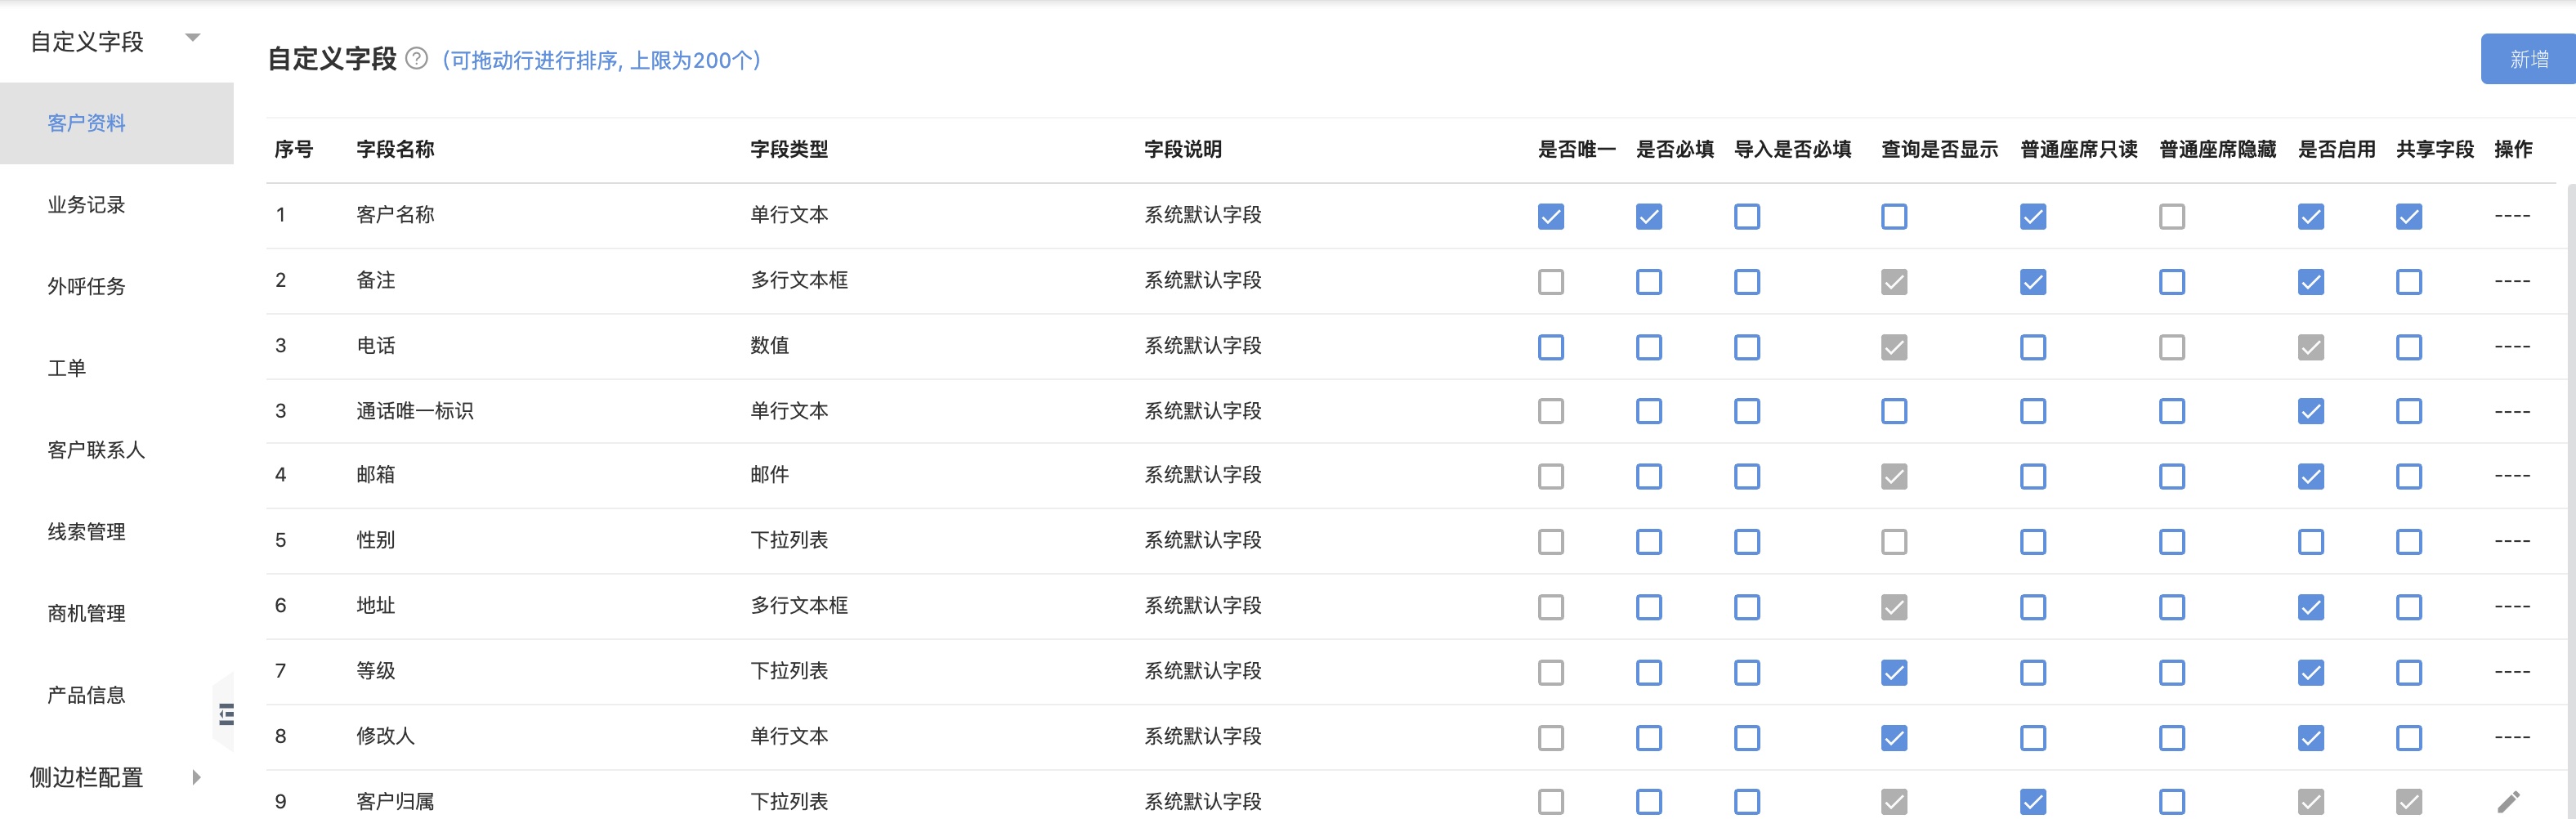 自定义字段
客户资料
业务记录
外呼任务
工单
客户联系人
线索管理
商机管理
产品信息
侧边栏配置
自定义字段 ? (可拖动行进行排序, 上限为200个)
新增
序号 字段名称 字段类型 字段说明 是否唯一 是否必填 导入是否必填 查询是否显示 普通座席只读 普通座席隐藏 是否启用 共享字段 操作
1 客户名称 单行文本 系统默认字段 ----
2 备注 多行文本框 系统默认字段 ----
3 电话 数值 系统默认字段 ----
3 通话唯一标识 单行文本 系统默认字段 ----
4 邮箱 邮件 系统默认字段 ----
5 性别 下拉列表 系统默认字段 ----
6 地址 多行文本框 系统默认字段 ----
7 等级 下拉列表 系统默认字段 ----
8 修改人 单行文本 系统默认字段 ----
9 客户归属 下拉列表 系统默认字段